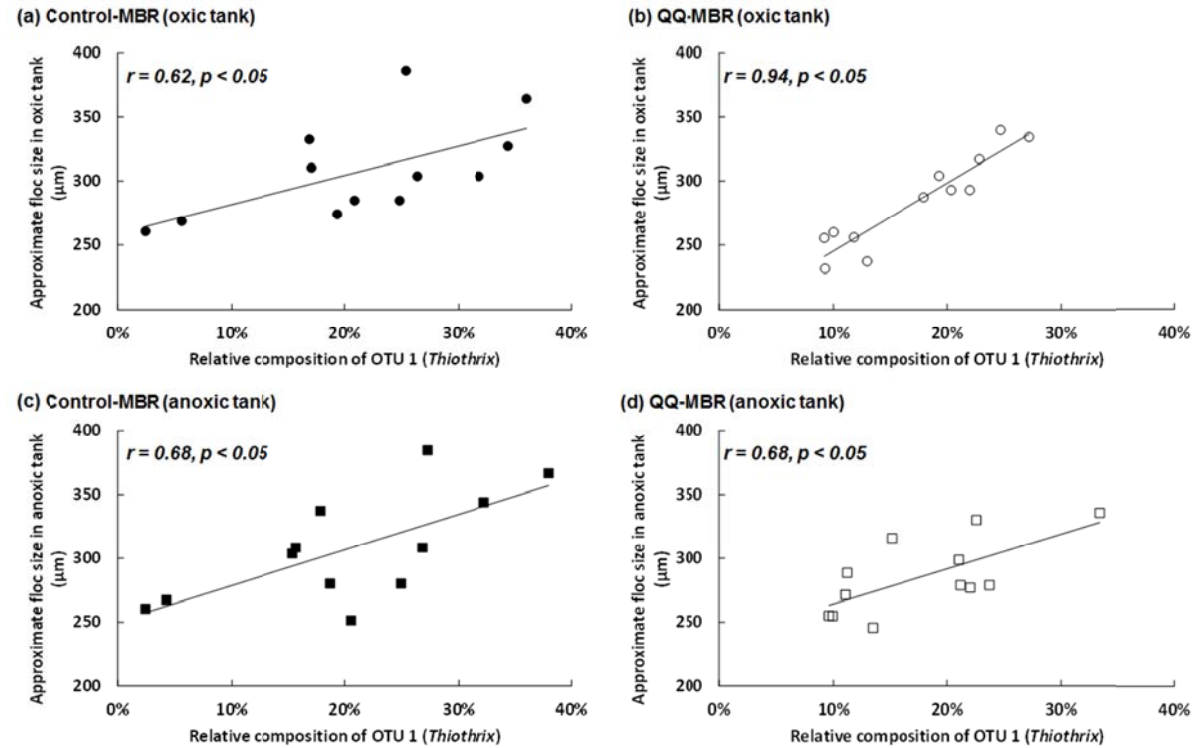 (a) Control-MBR (oxic tank)
400
350
300
250
200
Approximate floc size in oxic tank
(µm)
r = 0.62, p < 0.05
0% 10% 20% 30% 40%
Relative composition of OTU 1 (Thiothrix)
(b) QQ-MBR (oxic tank)
400
350
300
250
200
Approximate floc size in oxic tank
(µm)
r = 0.94, p < 0.05
0% 10% 20% 30% 40%
Relative composition of OTU 1 (Thiothrix)
(c) Control-MBR (anoxic tank)
400
350
300
250
200
Approximate floc size in anoxic tank
(µm)
r = 0.68, p < 0.05
0% 10% 20% 30% 40%
Relative composition of OTU 1 (Thiothrix)
(d) QQ-MBR (anoxic tank)
400
350
300
250
200
Approximate floc size in anoxic tank
(µm)
r = 0.68, p < 0.05
0% 10% 20% 30% 40%
Relative composition of OTU 1 (Thiothrix)